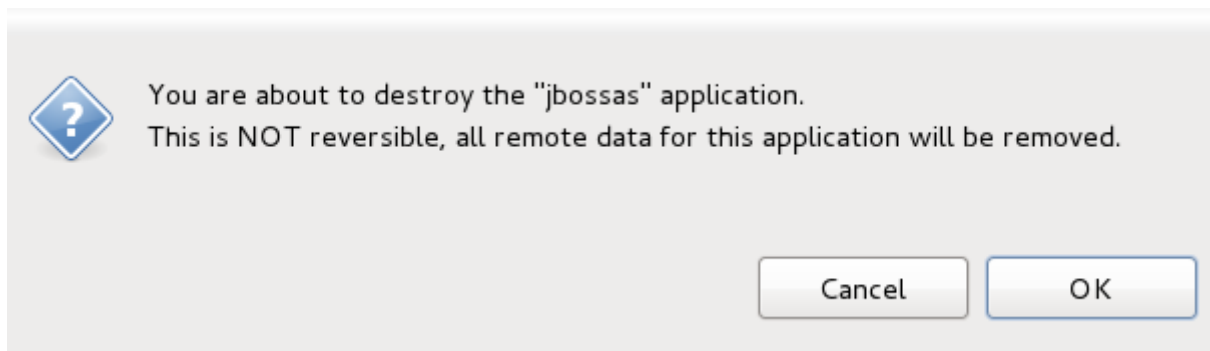 You are about to destroy the "jbossas" application.
This is NOT reversible, all remote data for this application will be removed.
Cancel
OK